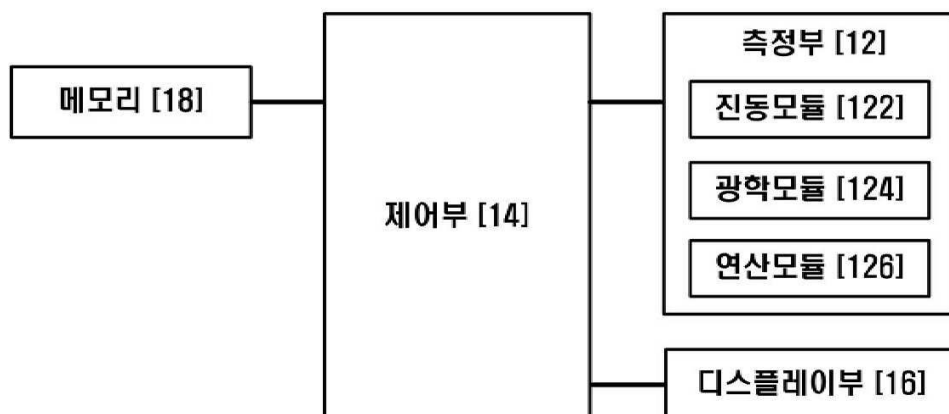 메모리 [18]
제어부 [14]
측정부 [12]
진동모듈 [122]
광학모듈 [124]
연산모듈 [126]
디스플레이부 [16]